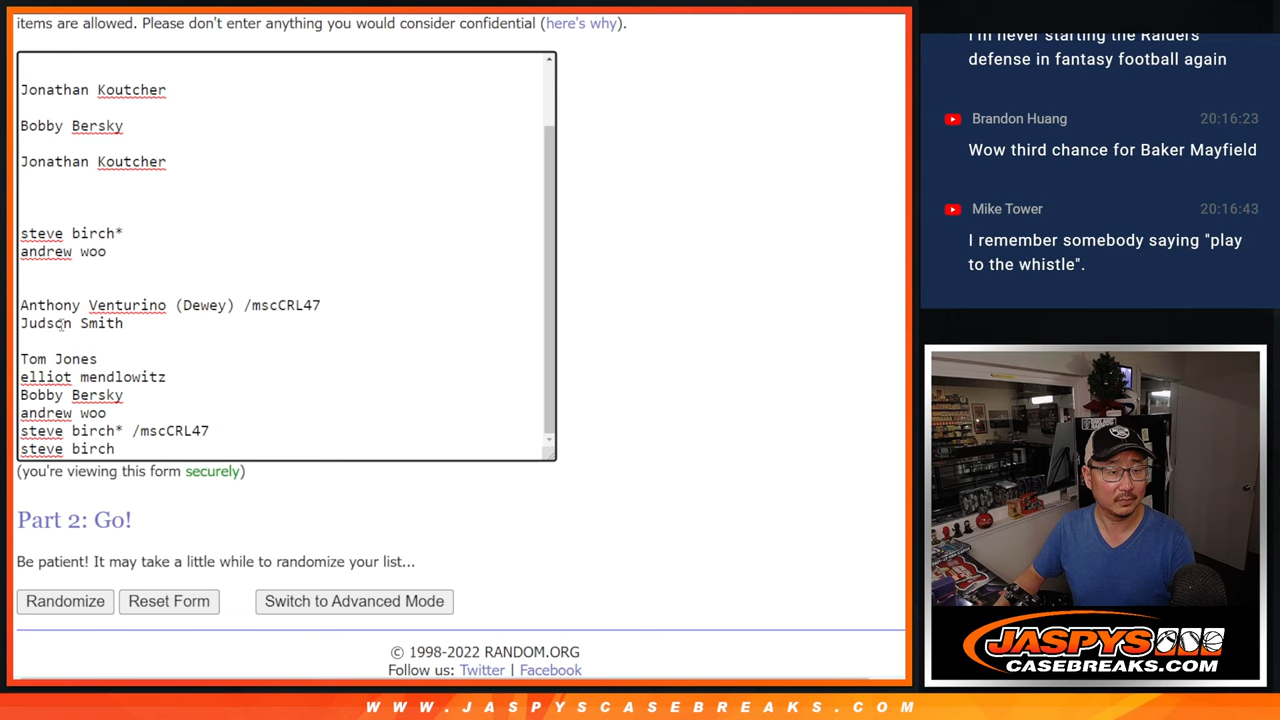 items are allowed. Please don't enter anything you would consider confidential (here's why).
Jonathan Koutcher
Bobby Bersky
Jonathan Koutcher
steve birch*
andrew woo
Anthony Venturino (Dewey) /mscCRL47
Judson Smith
Tom Jones
elliot mendlowitz
Bobby Bersky
andrew woo
steve birch* /mscCRL47
steve birch
(you're viewing this form securely)
Part 2: Go!
Be patient! It may take a little while to randomize your list...
Randomize
Reset Form
Switch to Advanced Mode
© 1998-2022 RANDOM.ORG
Follow us: Twitter | Facebook
I'm never starting the Raiders
defense in fantasy football again
Brandon Huang 20:16:23
Wow third chance for Baker Mayfield
Mike Tower 20:16:43
I remember somebody saying "play
to the whistle".
JASPYS
CASEBREAKS.COM
WWW.JASPYSCASEBREAKS.COM